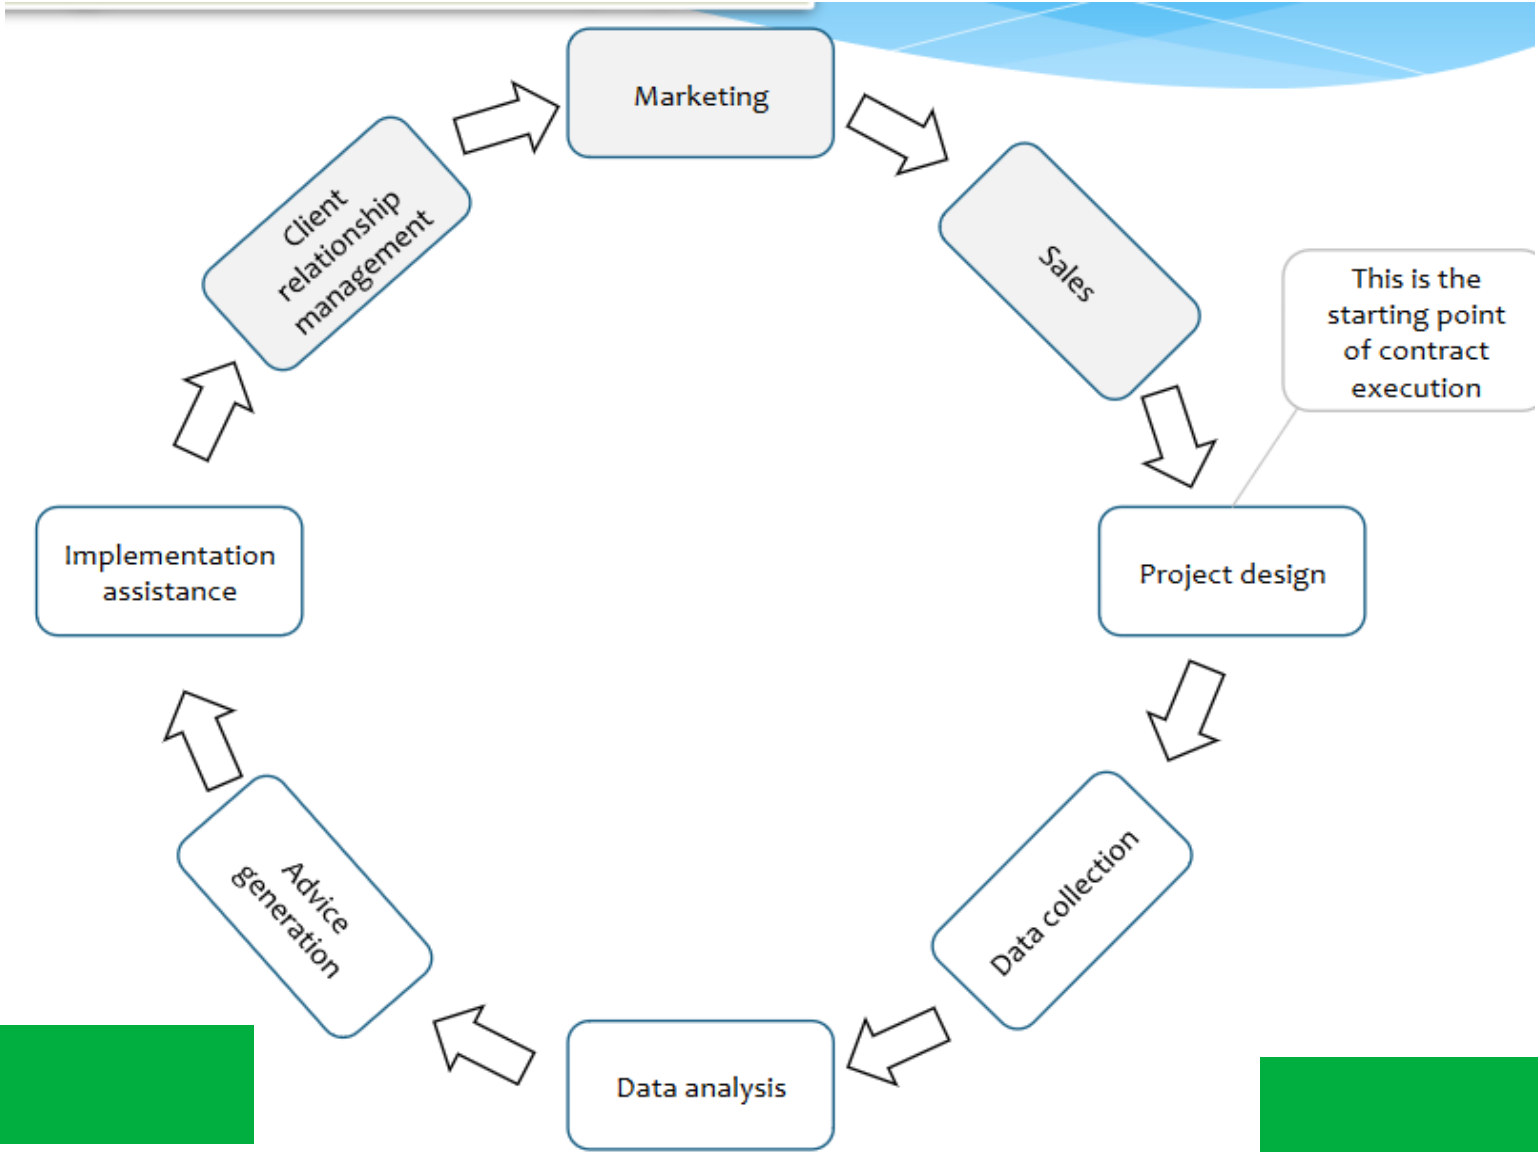 Marketing
Sales
This is the
starting point
of contract
execution
Project design
Data collection
Data analysis
Advice
generation
Implementation
assistance
Client
relationship
management